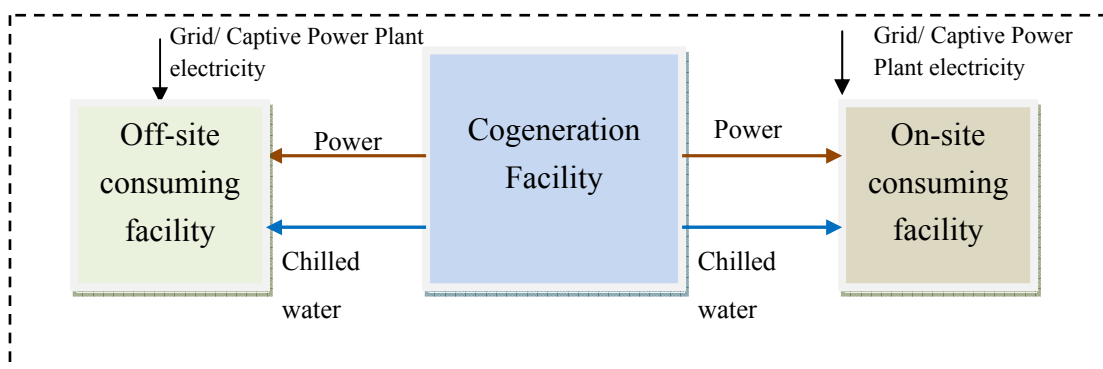 Grid/ Captive Power Plant
electricity
Grid/ Captive Power
Plant electricity
Off-site
consuming
facility
Power
Cogeneration
Facility
Power
On-site
consuming
facility
Chilled
water
Chilled
water